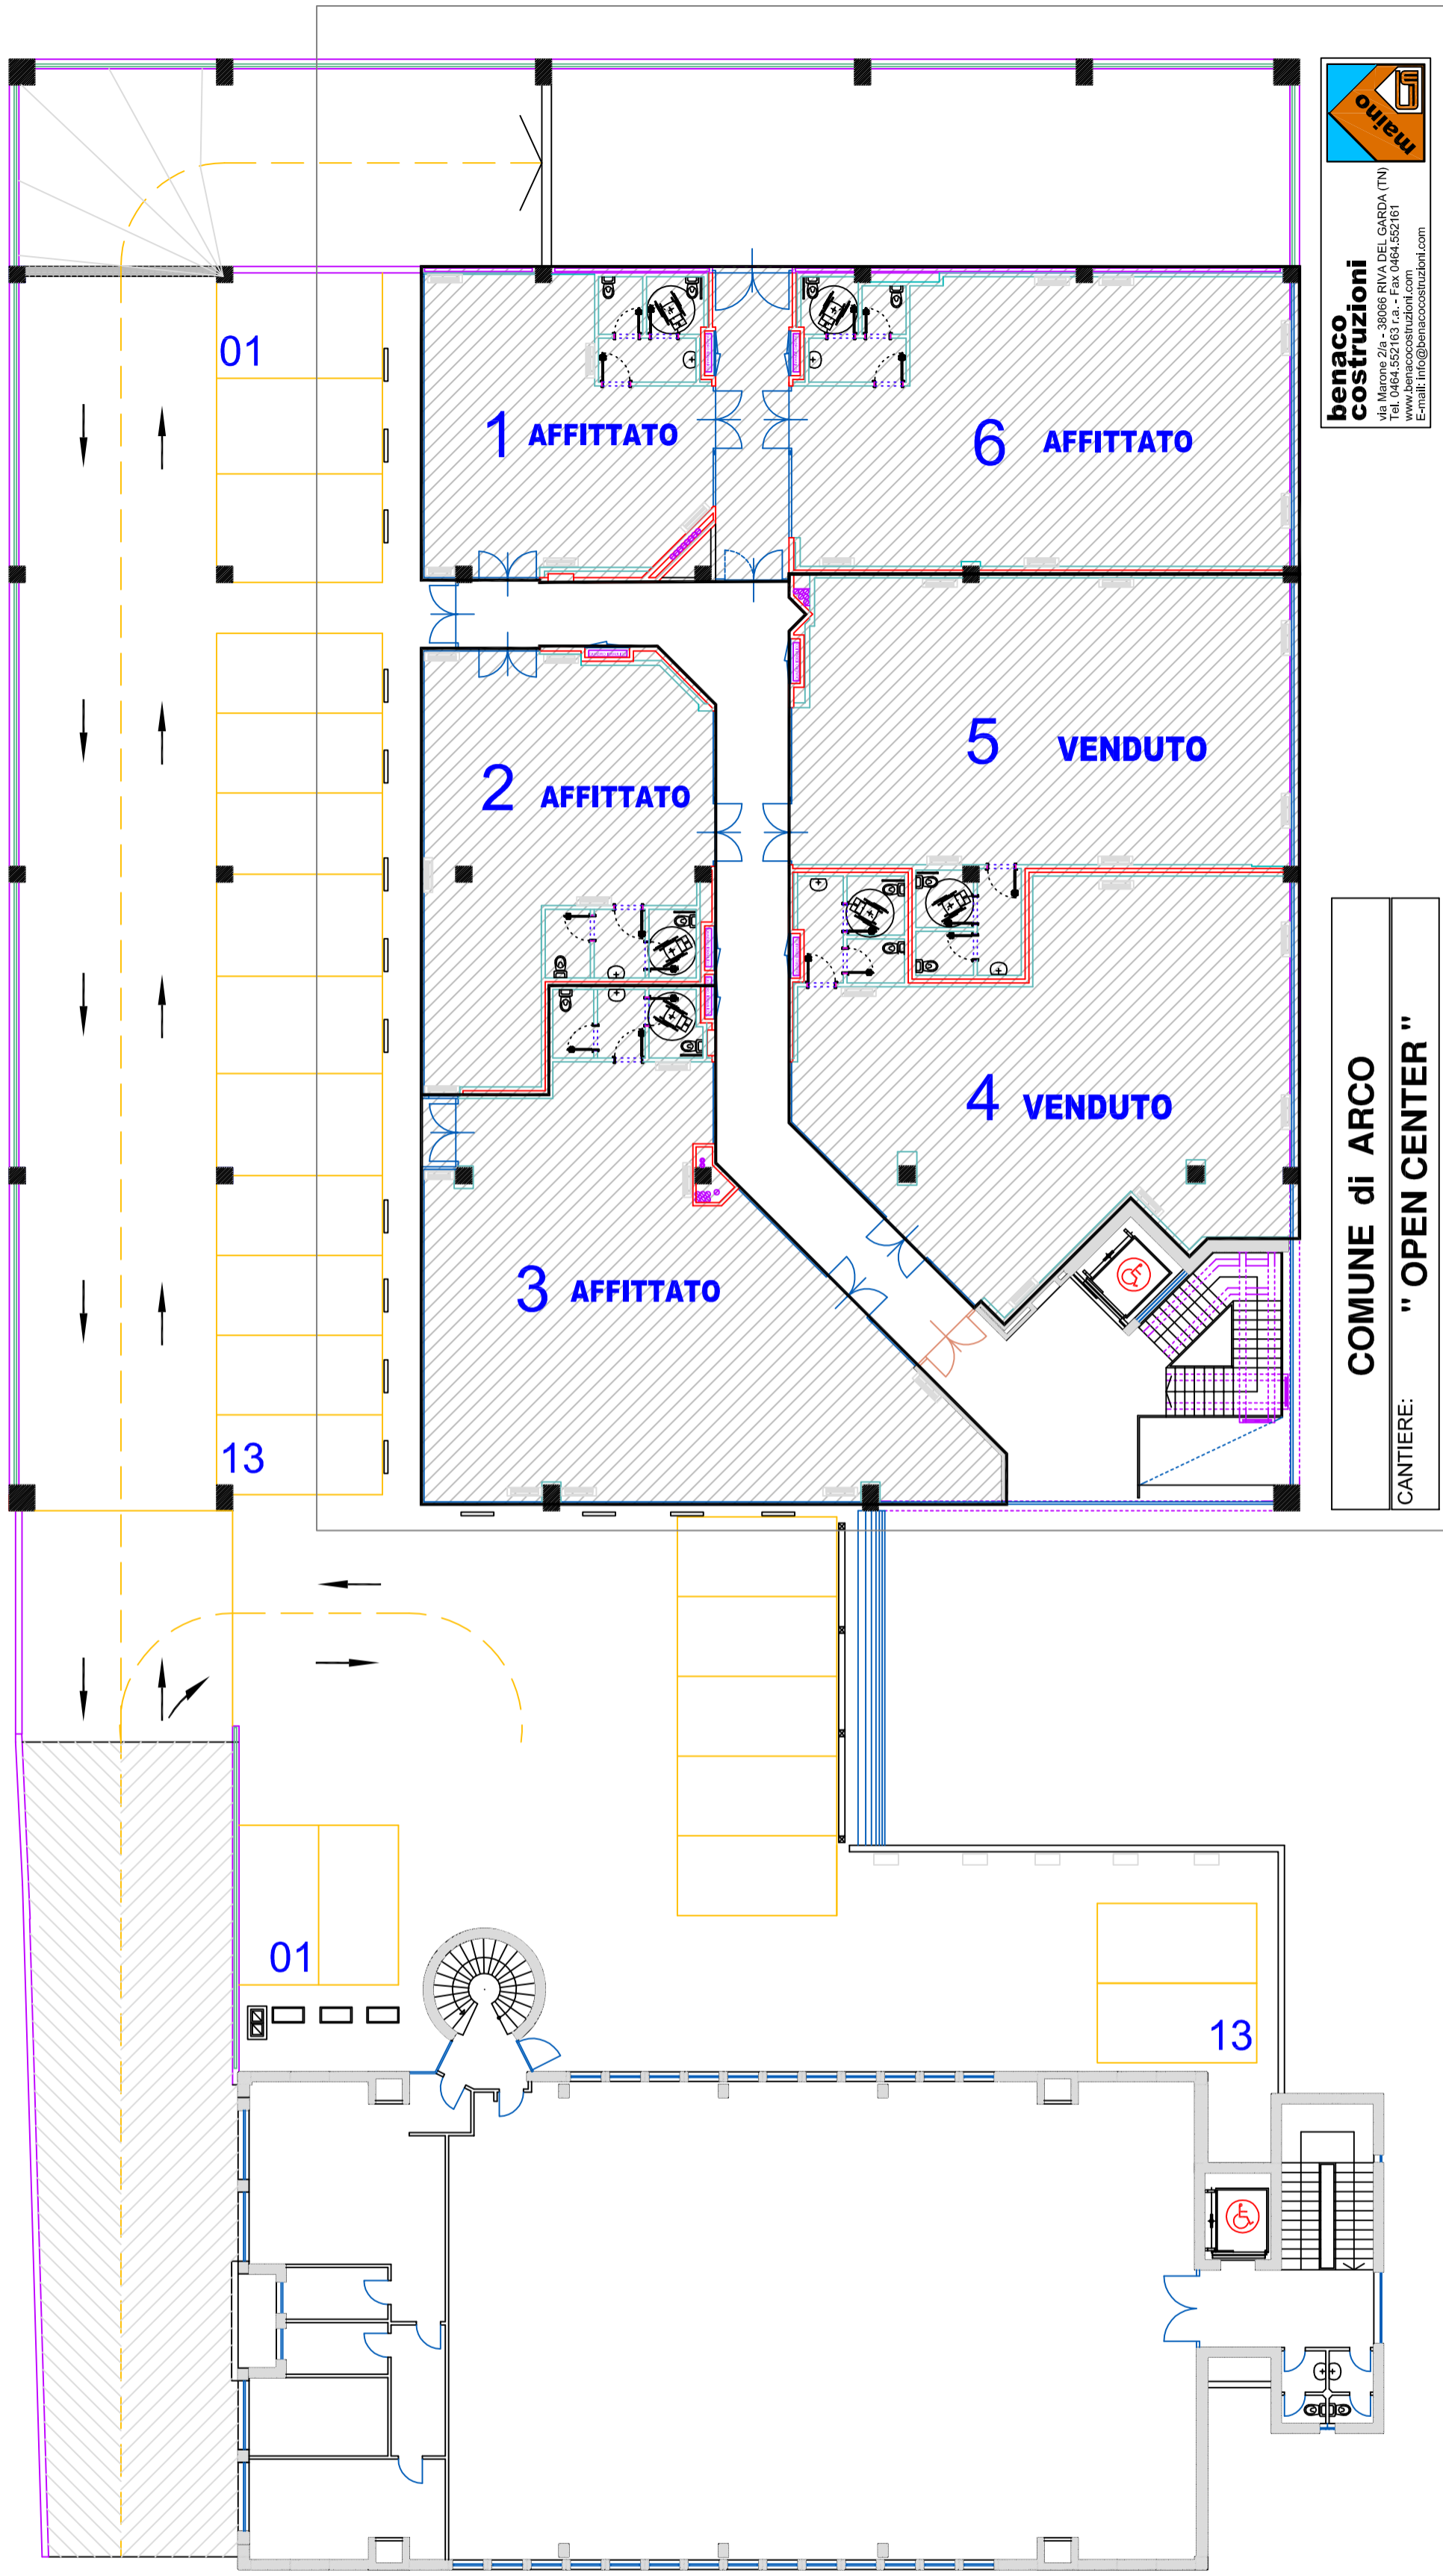 maino
benaco
costruzioni
via Marone 2/a - 38066 RIVA DEL GARDA (TN)
Tel. 0464.552163 r.a. - Fax 0464.552161
www.benacocostruzioni.com
E-mail: info@benacocostruzioni.com
01
1 AFFITTATO
6 AFFITTATO
5 VENDUTO
2 AFFITTATO
4 VENDUTO
3 AFFITTATO
13
COMUNE di ARCO
CANTIERE: " OPEN CENTER "
01
13